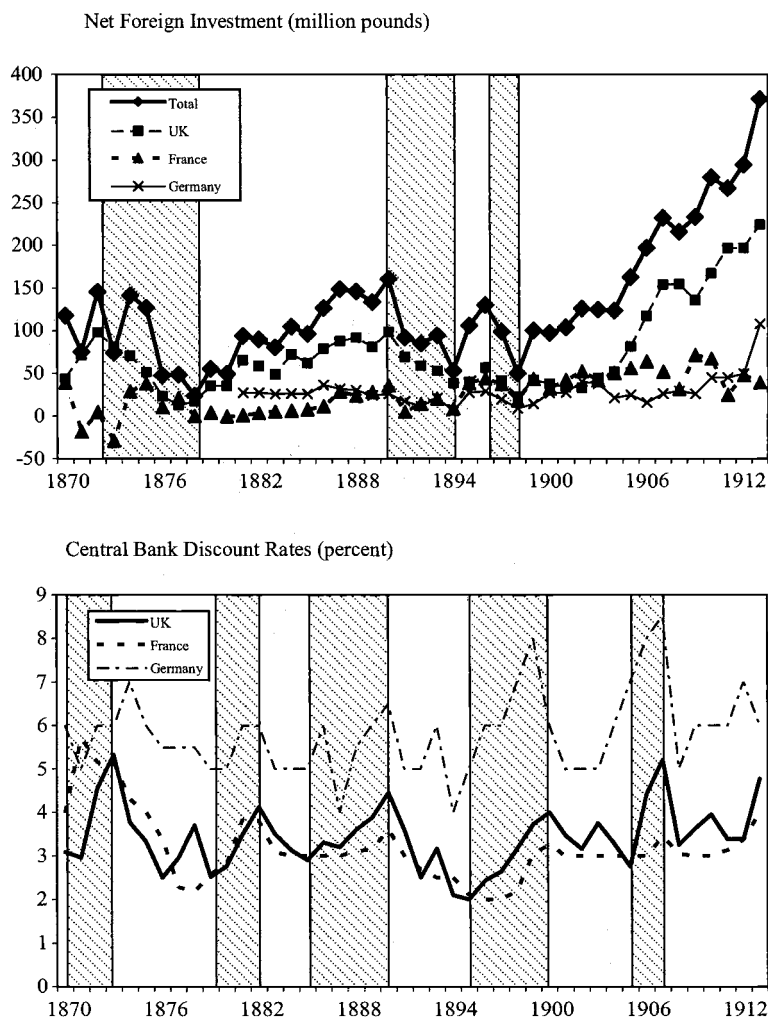 Net Foreign Investment (million pounds)
400
350
300
250
200
150
100
50
0
-50
Total
UK
France
Germany
1870 1876 1882 1888 1894 1900 1906 1912
Central Bank Discount Rates (percent)
9
8
7
6
5
4
3
2
1
0
UK
France
Germany
1870 1876 1882 1888 1894 1900 1906 1912